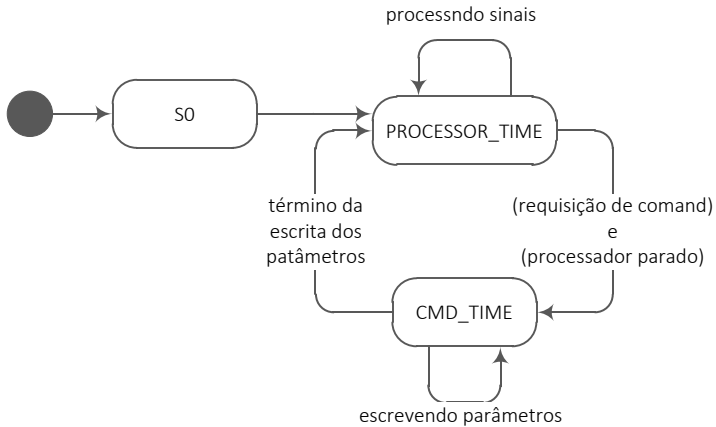 processndo sinais
S0
PROCESSOR_TIME
término da
escrita dos
patâmetros
(requisição de comand)
e
(processador parado)
CMD_TIME
escrevendo parâmetros